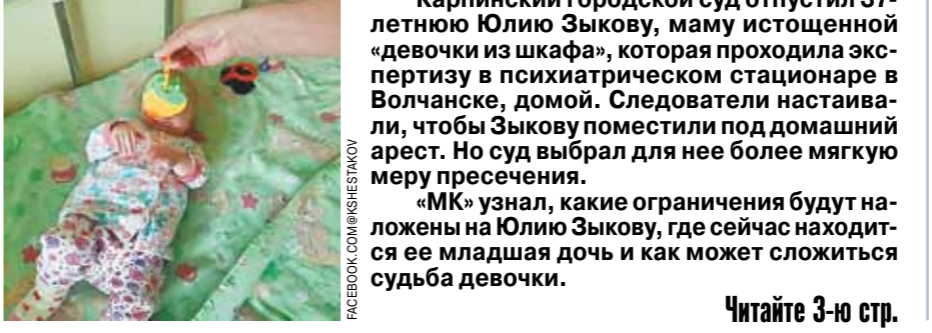 Карпинский городской суд отпустил 37-
летнюю Юлию Зыкову, маму истощенной
«девочки из шкафа», которая проходила экс-
пертизу в психиатрическом стационаре в
Волчанске, домой. Следователи настаива-
ли, чтобы Зыкову поместили под домашний
арест. Но суд выбрал для нее более мягкую
меру пресечения.
«МК» узнал, какие ограничения будут на-
ложены на Юлию Зыкову, где сейчас находит-
ся ее младшая дочь и как может сложиться
судьба девочки.
Читайте 3-ю стр.
FACEBOOK.COM@KSHESTAKOV